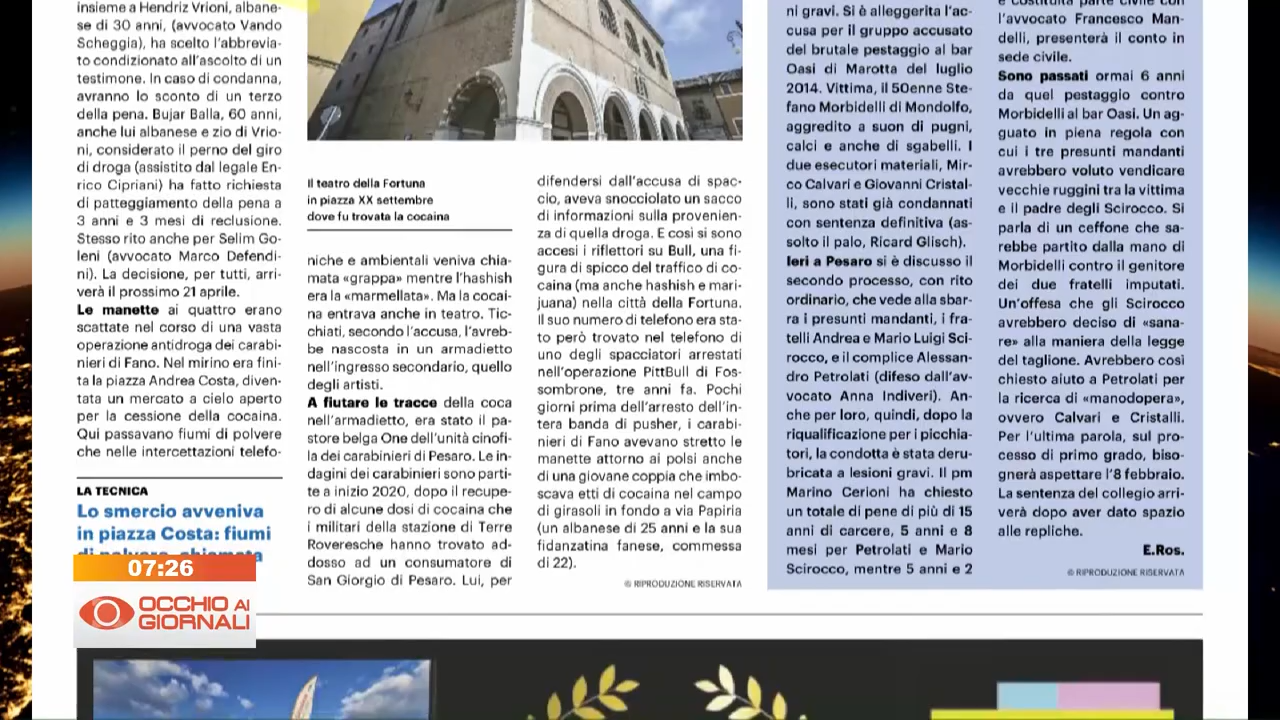 insieme a Hendriz Vrioni, albane-
se di 30 anni, (avvocato Vando
Scheggia), ha scelto l'abbrevia-
to condizionato all'ascolto di un
testimone. In caso di condanna,
avranno lo sconto di un terzo
della pena. Bujar Balla, 60 anni,
anche lui albanese e zio di Vrio-
ni, considerato il perno del giro
di droga (assistito dal legale En-
rico Cipriani) ha fatto richiesta
di patteggiamento della pena a
3 anni e 3 mesi di reclusione.
Stesso rito anche per Selim Go-
leni (avvocato Marco Defendi-
ni). La decisione, per tutti, arri-
verà il prossimo 21 aprile.
Le manette ai quattro erano
scattate nel corso di una vasta
operazione antidroga dei carabi-
nieri di Fano. Nel mirino era fini-
ta la piazza Andrea Costa, diven-
tata un mercato a cielo aperto
per la cessione della cocaina.
Qui passavano fiumi di polvere
che nelle intercettazioni telefo-
LA TECNICA
Lo smercio avveniva
in piazza Costa: fiumi
di polvere, chiamata
07:26
OCCHIO AI
GIORNALI
Il teatro della Fortuna
in piazza XX settembre
dove fu trovata la cocaina
niche e ambientali veniva chia-
mata «grappa» mentre l'hashish
era la «marmellata». Ma la cocai-
na entrava anche in teatro. Tic-
chiati, secondo l'accusa, l'avreb-
be nascosta in un armadietto
nell'ingresso secondario, quello
degli artisti.
A fiutare le tracce della coca
nell'armadietto, era stato il pa-
store belga One dell'unità cinofi-
la dei carabinieri di Pesaro. Le in-
dagini dei carabinieri sono parti-
te a inizio 2020, dopo il recupe-
ro di alcune dosi di cocaina che
i militari della stazione di Terre
Roveresche hanno trovato ad-
dosso ad un consumatore di
San Giorgio di Pesaro. Lui, per
difendersi dall'accusa di spac-
cio, aveva snocciolato un sacco
di informazioni sulla provenien-
za di quella droga. E così si sono
accesi i riflettori su Bull, una fi-
gura di spicco del traffico di co-
caina (ma anche hashish e mari-
juana) nella città della Fortuna.
Il suo numero di telefono era sta-
to però trovato nel telefono di
uno degli spacciatori arrestati
nell'operazione PittBull di Fos-
sombrone, tre anni fa. Pochi
giorni prima dell'arresto dell'in-
tera banda di pusher, i carabi-
nieri di Fano avevano stretto le
manette attorno ai polsi anche
di una giovane coppia che imbo-
scava etti di cocaina nel campo
di girasoli in fondo a via Papiria
(un albanese di 25 anni e la sua
fidanzatina fanese, commessa
di 22).
© RIPRODUZIONE RISERVATA
ni gravi. Si è alleggerita l'ac-
cusa per il gruppo accusato
del brutale pestaggio al bar
Oasi di Marotta del luglio
2014. Vittima, il 50enne Ste-
fano Morbidelli di Mondolfo,
aggredito a suon di pugni,
calci e anche di sgabelli. I
due esecutori materiali, Mir-
co Calvari e Giovanni Cristal-
li, sono stati già condannati
con sentenza definitiva (as-
solto il palo, Ricard Glisch).
Ieri a Pesaro si è discusso il
secondo processo, con rito
ordinario, che vede alla sbar-
ra i presunti mandanti, i fra-
telli Andrea e Mario Luigi Sci-
rocco, e il complice Alessan-
dro Petrolati (difeso dall'av-
vocato Anna Indiveri). An-
che per loro, quindi, dopo la
riqualificazione per i picchia-
tori, la condotta è stata deru-
bricata a lesioni gravi. Il pm
Marino Cerioni ha chiesto
un totale di pene di più di 15
anni di carcere, 5 anni e 8
mesi per Petrolati e Mario
Scirocco, mentre 5 anni e 2
e costituita parte civile con
l'avvocato Francesco Man-
delli, presenterà il conto in
sede civile.
Sono passati ormai 6 anni
da quel pestaggio contro
Morbidelli al bar Oasi. Un ag-
guato in piena regola con
cui i tre presunti mandanti
avrebbero voluto vendicare
vecchie ruggini tra la vittima
e il padre degli Scirocco. Si
parla di un ceffone che sa-
rebbe partito dalla mano di
Morbidelli contro il genitore
dei due fratelli imputati.
Un'offesa che gli Scirocco
avrebbero deciso di «sana-
re» alla maniera della legge
del taglione. Avrebbero così
chiesto aiuto a Petrolati per
la ricerca di «manodopera»,
ovvero Calvari e Cristalli.
Per l'ultima parola, sul pro-
cesso di primo grado, biso-
gnerà aspettare l'8 febbraio.
La sentenza del collegio arri-
verà dopo aver dato spazio
alle repliche.
E.Ros.
© RIPRODUZIONE RISERVATA